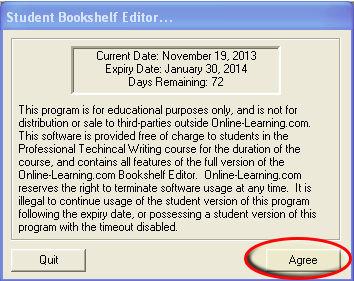 Student Bookshelf Editor...
Current Date: November 19, 2013
Expiry Date: January 30, 2014
Days Remaining: 72
This program is for educational purposes only, and is not for
distribution or sale to third-parties outside Online-Learning.com.
This software is provided free of charge to students in the
Professional Techincal Writing course for the duration of the
course, and contains all features of the full version of the
Online-Learning.com Bookshelf Editor.  Online-Learning.com
reserves the right to terminate software usage at any time.  It is
illegal to continue usage of the student version of this program
following the expiry date, or possessing a student version of this
program with the timeout disabled.
Quit
Agree